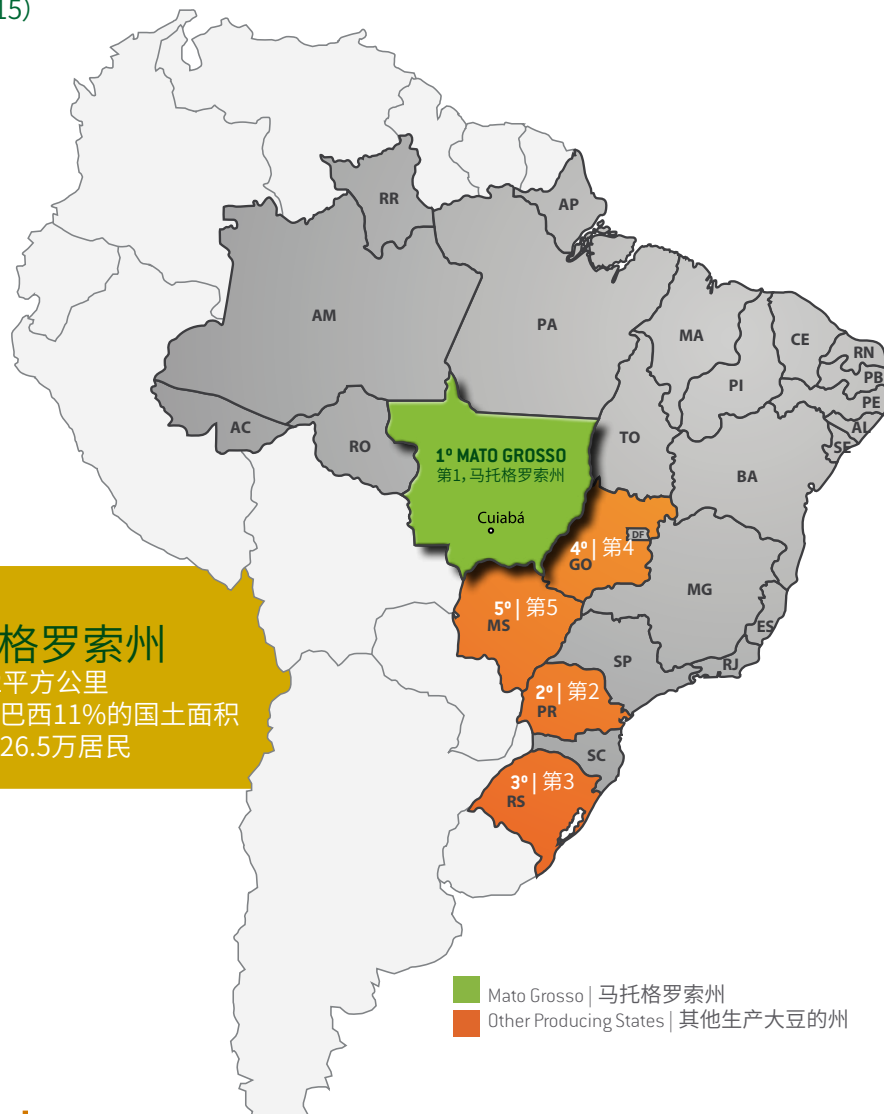 15)
RR
AP
AM
PA
MA
CE
RN
PB
PI
PE
AL
SE
AC
RO
TO
BA
1º MATO GROSSO
第1, 马托格罗索州
Cuiabá
DF
4º | 第4
GO
MG
5º | 第5
MS
ES
格罗索州
平方公里
巴西11%的国土面积
26.5万居民
SP
RJ
2º | 第2
PR
SC
3º | 第3
RS
Mato Grosso | 马托格罗索州
Other Producing States | 其他生产大豆的州